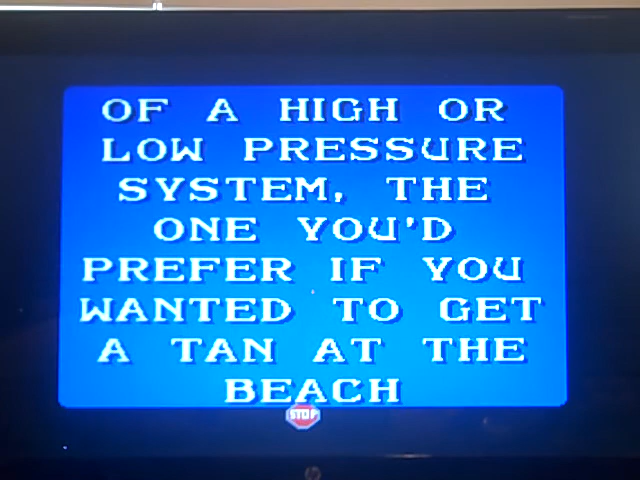 OF A HIGH OR
LOW PRESSURE
SYSTEM, THE
ONE YOU'D
PREFER IF YOU
WANTED TO GET
A TAN AT THE
BEACH
STOP